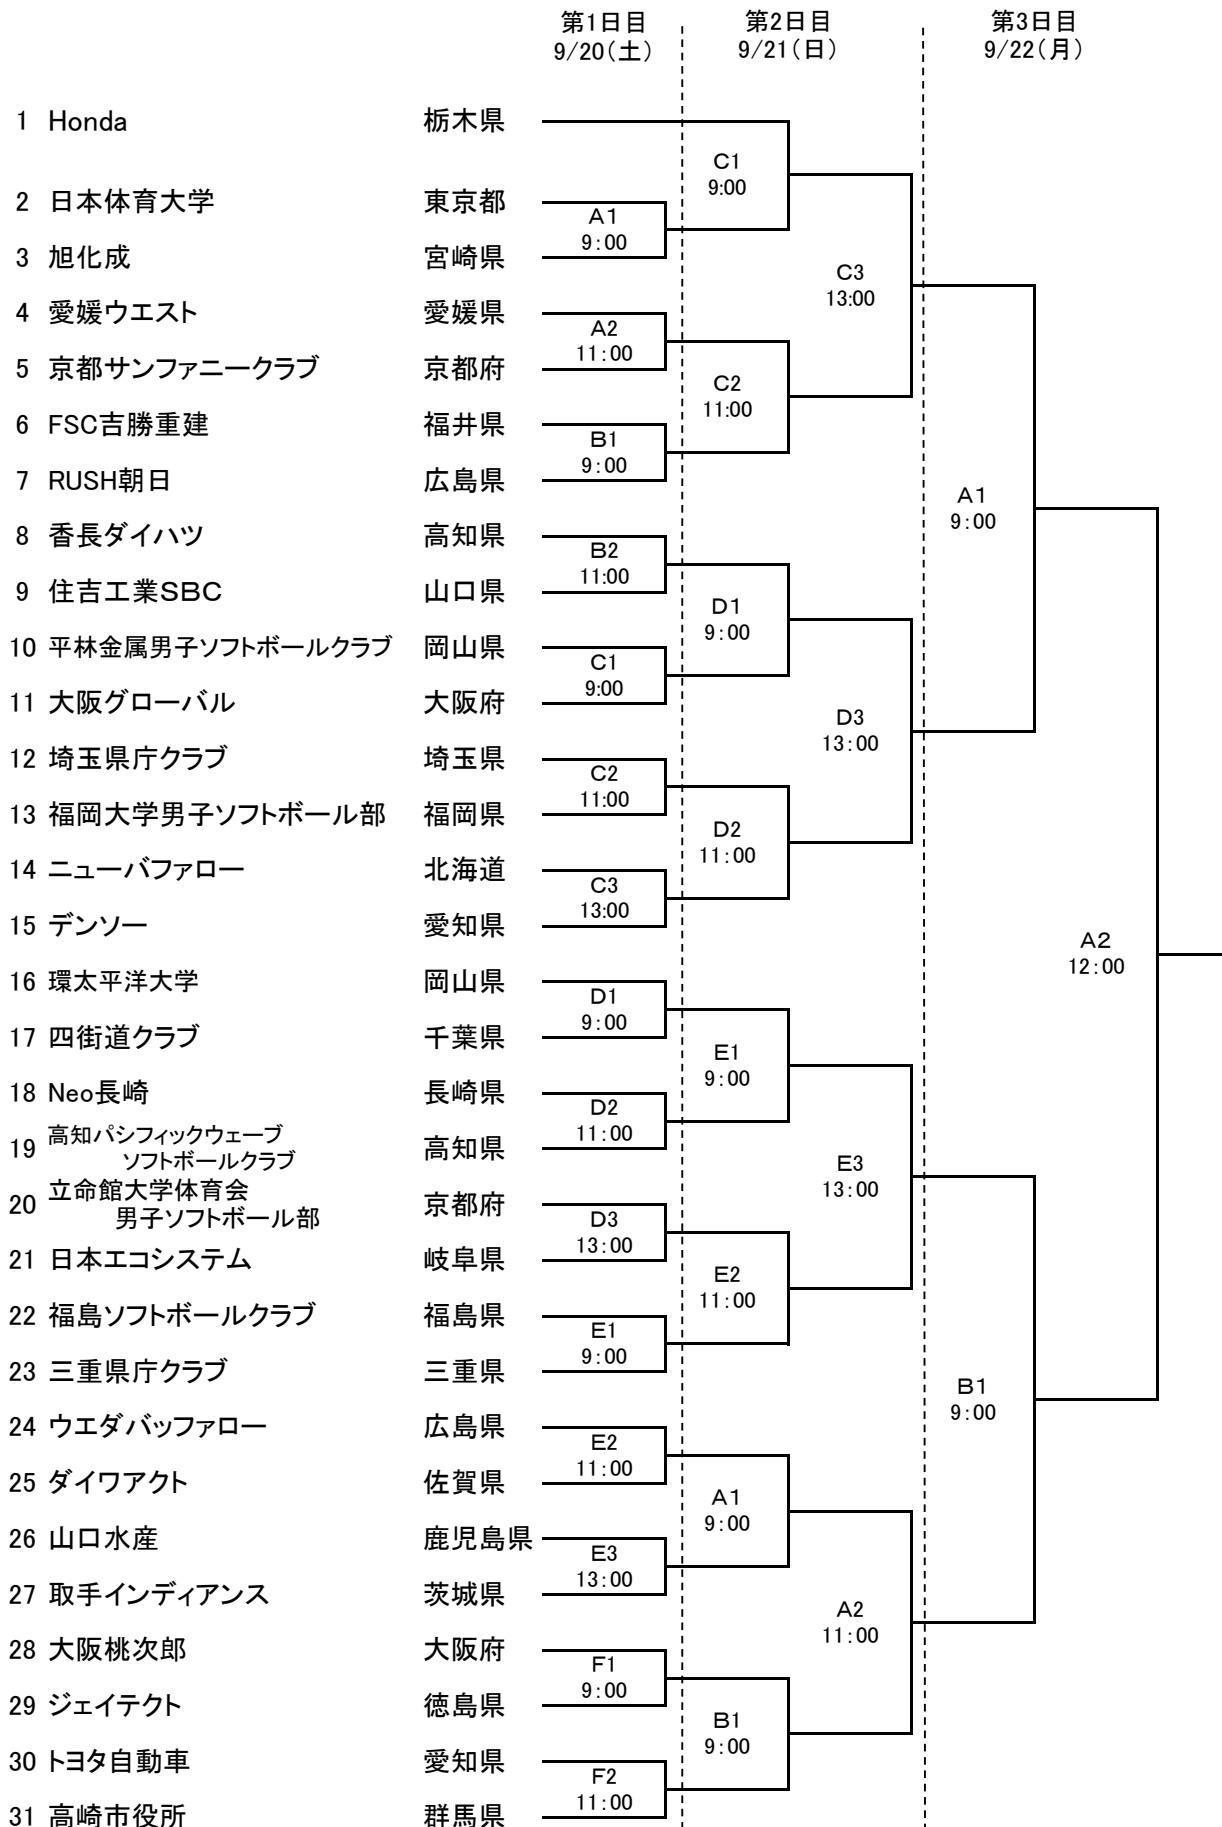 第1日目 第2日目 第3日目
9/20(土) 9/21(日) 9/22(月)
1 Honda 栃木県
C1
9:00
2 日本体育大学 東京都
A1
9:00
3 旭化成 宮崎県
C3
13:00
4 愛媛ウエスト 愛媛県
A2
11:00
5 京都サンファニークラブ 京都府
C2
11:00
6 FSC吉勝重建 福井県
B1
9:00
7 RUSH朝日 広島県
A1
9:00
8 香長ダイハツ 高知県
B2
11:00
9 住吉工業SBC 山口県
D1
9:00
10 平林金属男子ソフトボールクラブ 岡山県
C1
9:00
11 大阪グローバル 大阪府
D3
13:00
12 埼玉県庁クラブ 埼玉県
C2
11:00
13 福岡大学男子ソフトボール部 福岡県
D2
11:00
14 ニューバファロー 北海道
C3
13:00
15 デンソー 愛知県
A2
12:00
16 環太平洋大学 岡山県
D1
9:00
17 四街道クラブ 千葉県
E1
9:00
18 Neo長崎 長崎県
D2
11:00
19 高知パシフィックウェーブ
ソフトボールクラブ 高知県
E3
13:00
20 立命館大学体育会
男子ソフトボール部 京都府
D3
13:00
21 日本エコシステム 岐阜県
E2
11:00
22 福島ソフトボールクラブ 福島県
E1
9:00
23 三重県庁クラブ 三重県
B1
9:00
24 ウエダバッファロー 広島県
E2
11:00
25 ダイワアクト 佐賀県
A1
9:00
26 山口水産 鹿児島県
E3
13:00
27 取手インディアンス 茨城県
A2
11:00
28 大阪桃次郎 大阪府
F1
9:00
29 ジェイテクト 徳島県
B1
9:00
30 トヨタ自動車 愛知県
F2
11:00
31 高崎市役所 群馬県